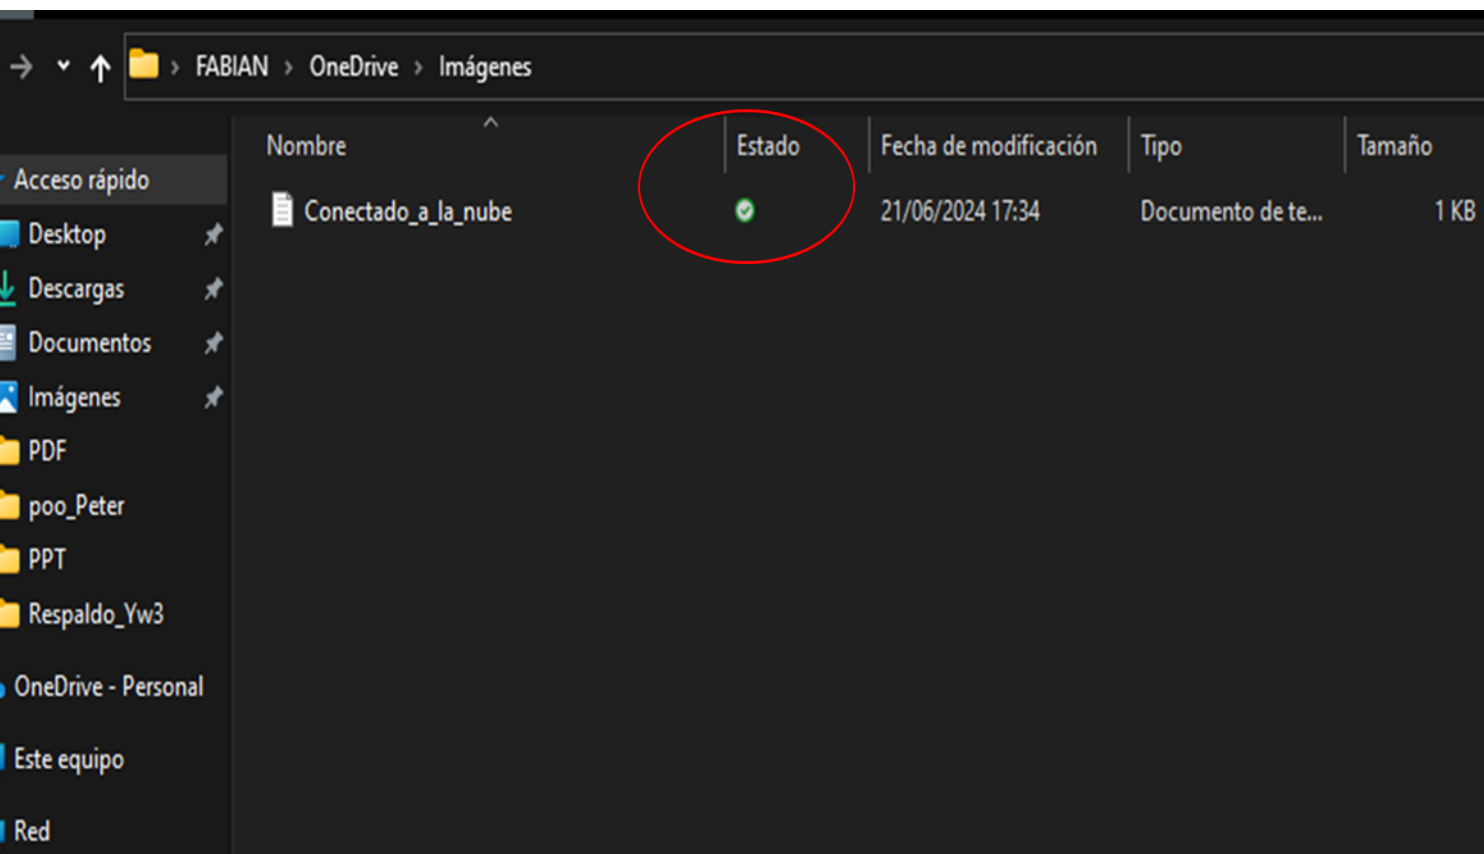 FABIAN > OneDrive > Imágenes
Nombre Estado Fecha de modificación Tipo Tamaño
Conectado_a_la_nube 21/06/2024 17:34 Documento de te... 1 KB
Acceso rápido
Desktop
Descargas
Documentos
Imágenes
PDF
poo_Peter
PPT
Respaldo_Yw3
OneDrive - Personal
Este equipo
Red